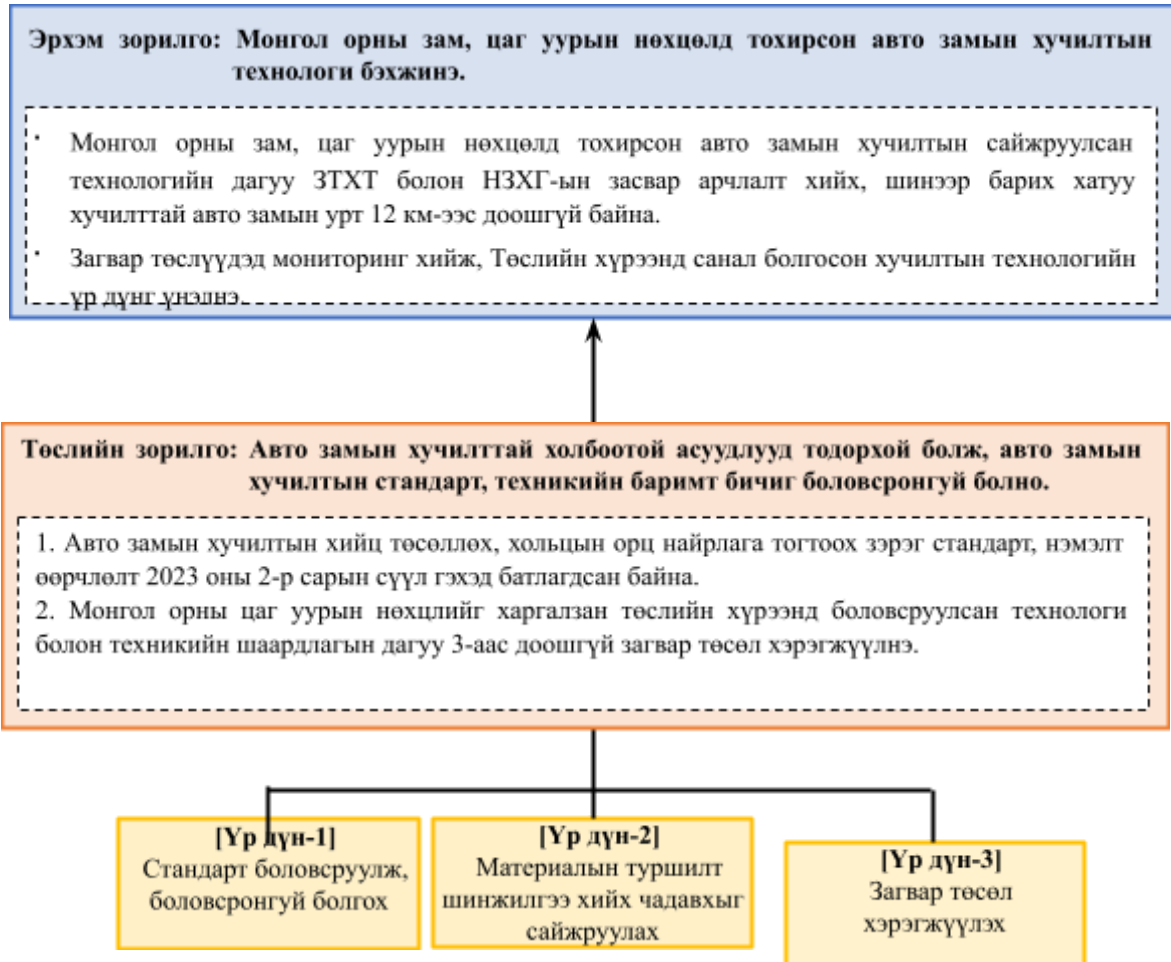 Эрхэм зорилго: Монгол орны зам, цаг уурын нөхцөлд тохирсон авто замын хучилтын
технологи бэхжинэ.
· Монгол орны зам, цаг уурын нөхцөлд тохирсон авто замын хучилтын сайжруулсан
технологийн дагуу ЗТХТ болон НЗХГ-ын засвар арчлалт хийх, шинээр барих хатуу
хучилттай авто замын урт 12 км-ээс доошгүй байна.
· Загвар төслүүдэд мониторинг хийж, Төслийн хүрээнд санал болгосон хучилтын технологийн
үр дүнг үнэлнэ.
Төслийн зорилго: Авто замын хучилттай холбоотой асуудлууд тодорхой болж, авто замын
хучилтын стандарт, техникийн баримт бичиг боловсронгуй болно.
1. Авто замын хучилтын хийц төсөллөх, хольцын орц найрлага тогтоох зэрэг стандарт, нэмэлт
өөрчлөлт 2023 оны 2-р сарын сүүл гэхэд батлагдсан байна.
2. Монгол орны цаг уурын нөхцлийг харгалзан төслийн хүрээнд боловсруулсан технологи
болон техникийн шаардлагын дагуу 3-аас доошгүй загвар төсөл хэрэгжүүлнэ.
[Үр дүн-1]
Стандарт боловсруулж,
боловсронгуй болгох
[Үр дүн-2]
Материалын туршилт
шинжилгээ хийх чадавхыг
сайжруулах
[Үр дүн-3]
Загвар төсөл
хэрэгжүүлэх